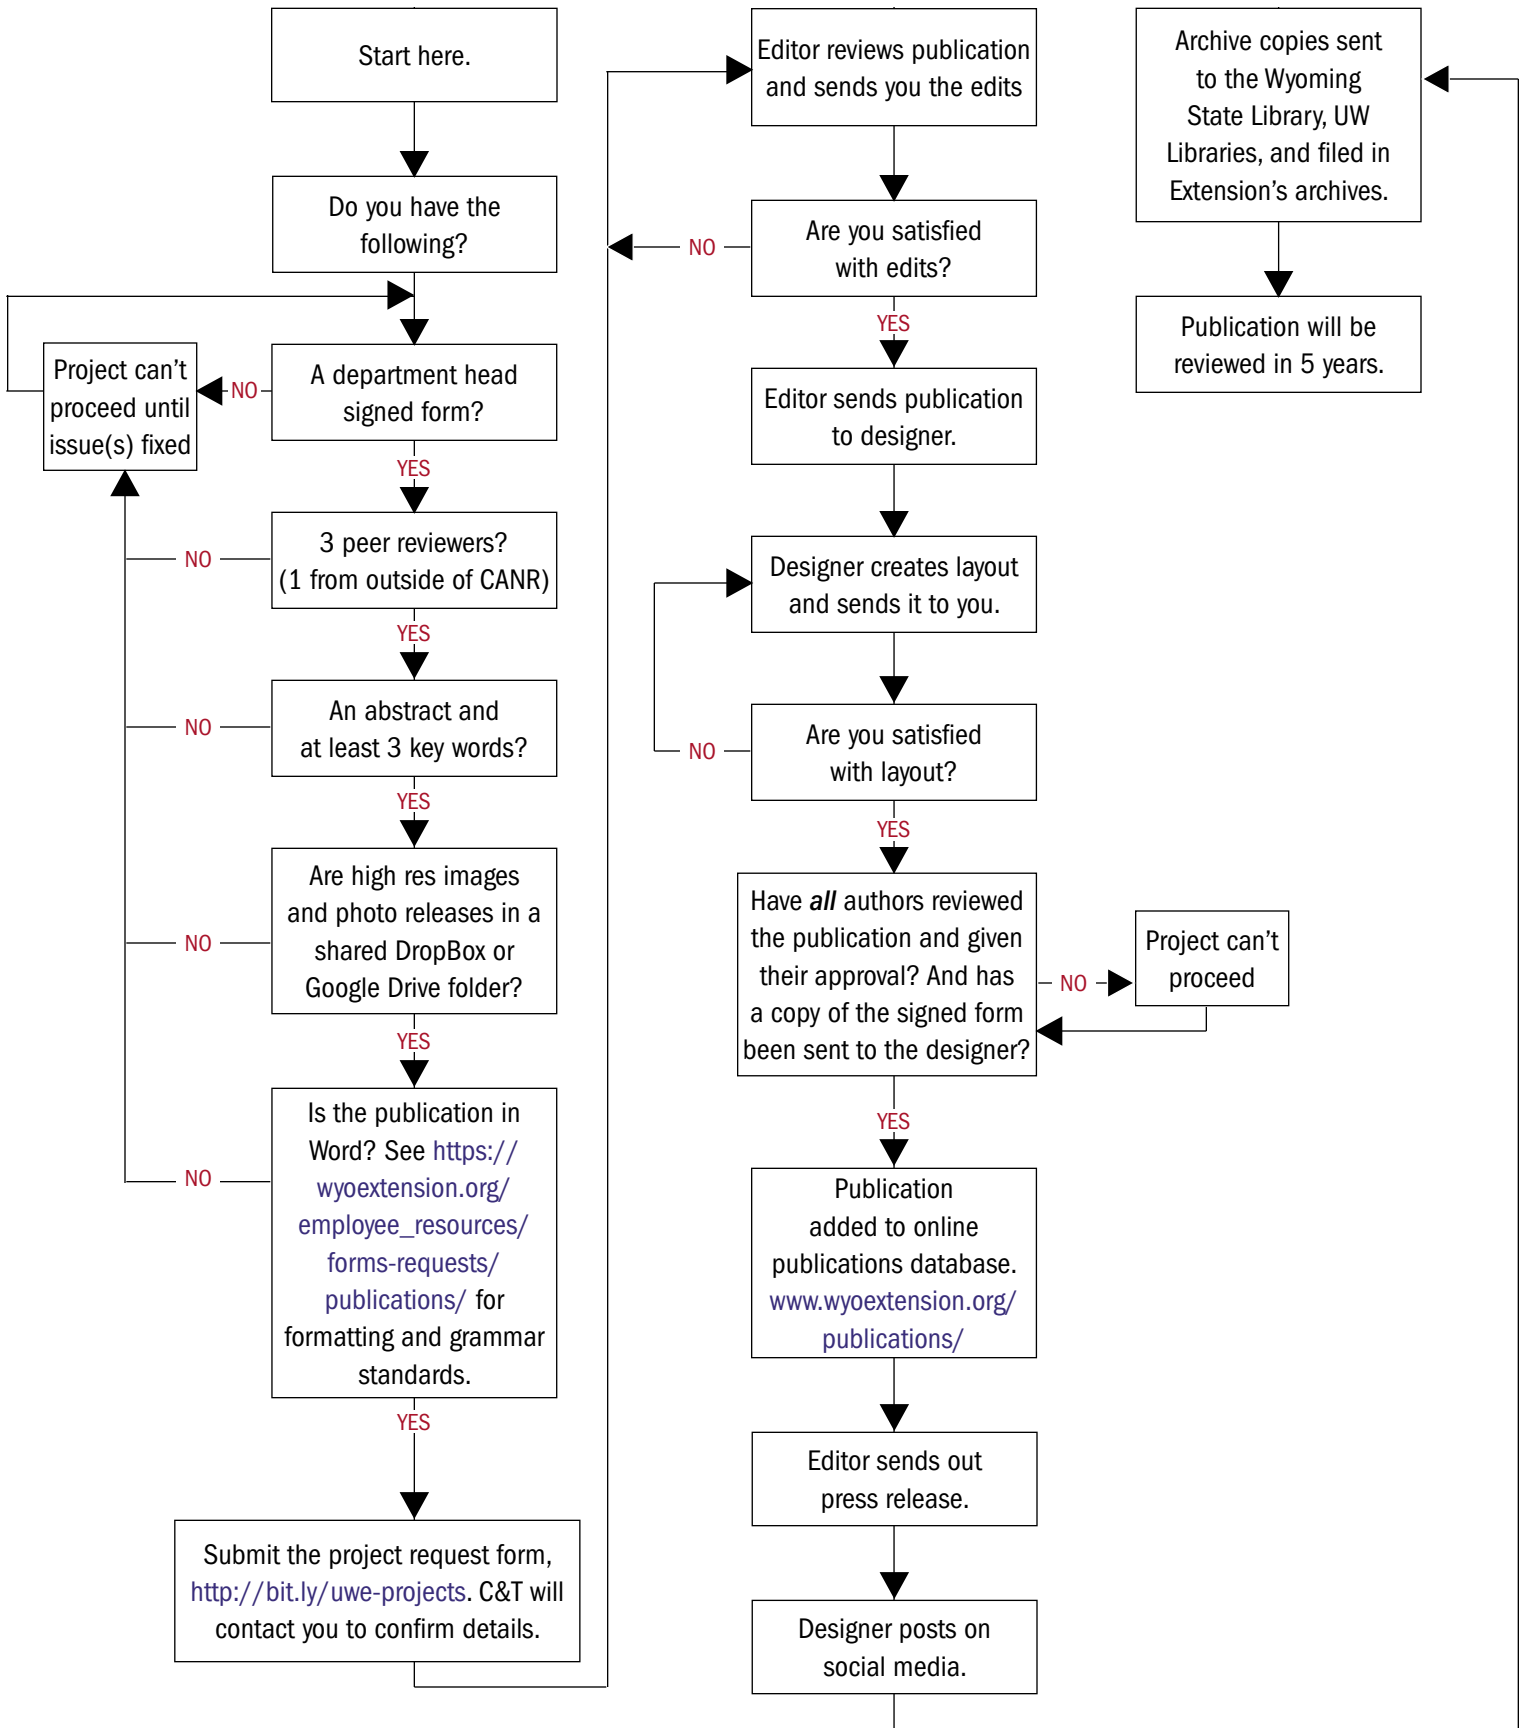 Start here.
Do you have the
following?
Project can't
proceed until
issue(s) fixed
NO
A department head
signed form?
YES
NO
3 peer reviewers?
(1 from outside of CANR)
YES
NO
An abstract and
at least 3 key words?
YES
NO
Are high res images
and photo releases in a
shared DropBox or
Google Drive folder?
YES
NO
Is the publication in
Word? See https://
wyoextension.org/
employee_resources/
forms-requests/
publications/ for
formatting and grammar
standards.
YES
Submit the project request form,
http://bit.ly/uwe-projects. C&T will
contact you to confirm details.
Editor reviews publication
and sends you the edits
NO
Are you satisfied
with edits?
YES
Editor sends publication
to designer.
Designer creates layout
and sends it to you.
NO
Are you satisfied
with layout?
YES
Have all authors reviewed
the publication and given
their approval? And has
a copy of the signed form
been sent to the designer?
NO
Project can't
proceed
YES
Publication
added to online
publications database.
www.wyoextension.org/
publications/
Editor sends out
press release.
Designer posts on
social media.
Archive copies sent
to the Wyoming
State Library, UW
Libraries, and filed in
Extension's archives.
Publication will be
reviewed in 5 years.